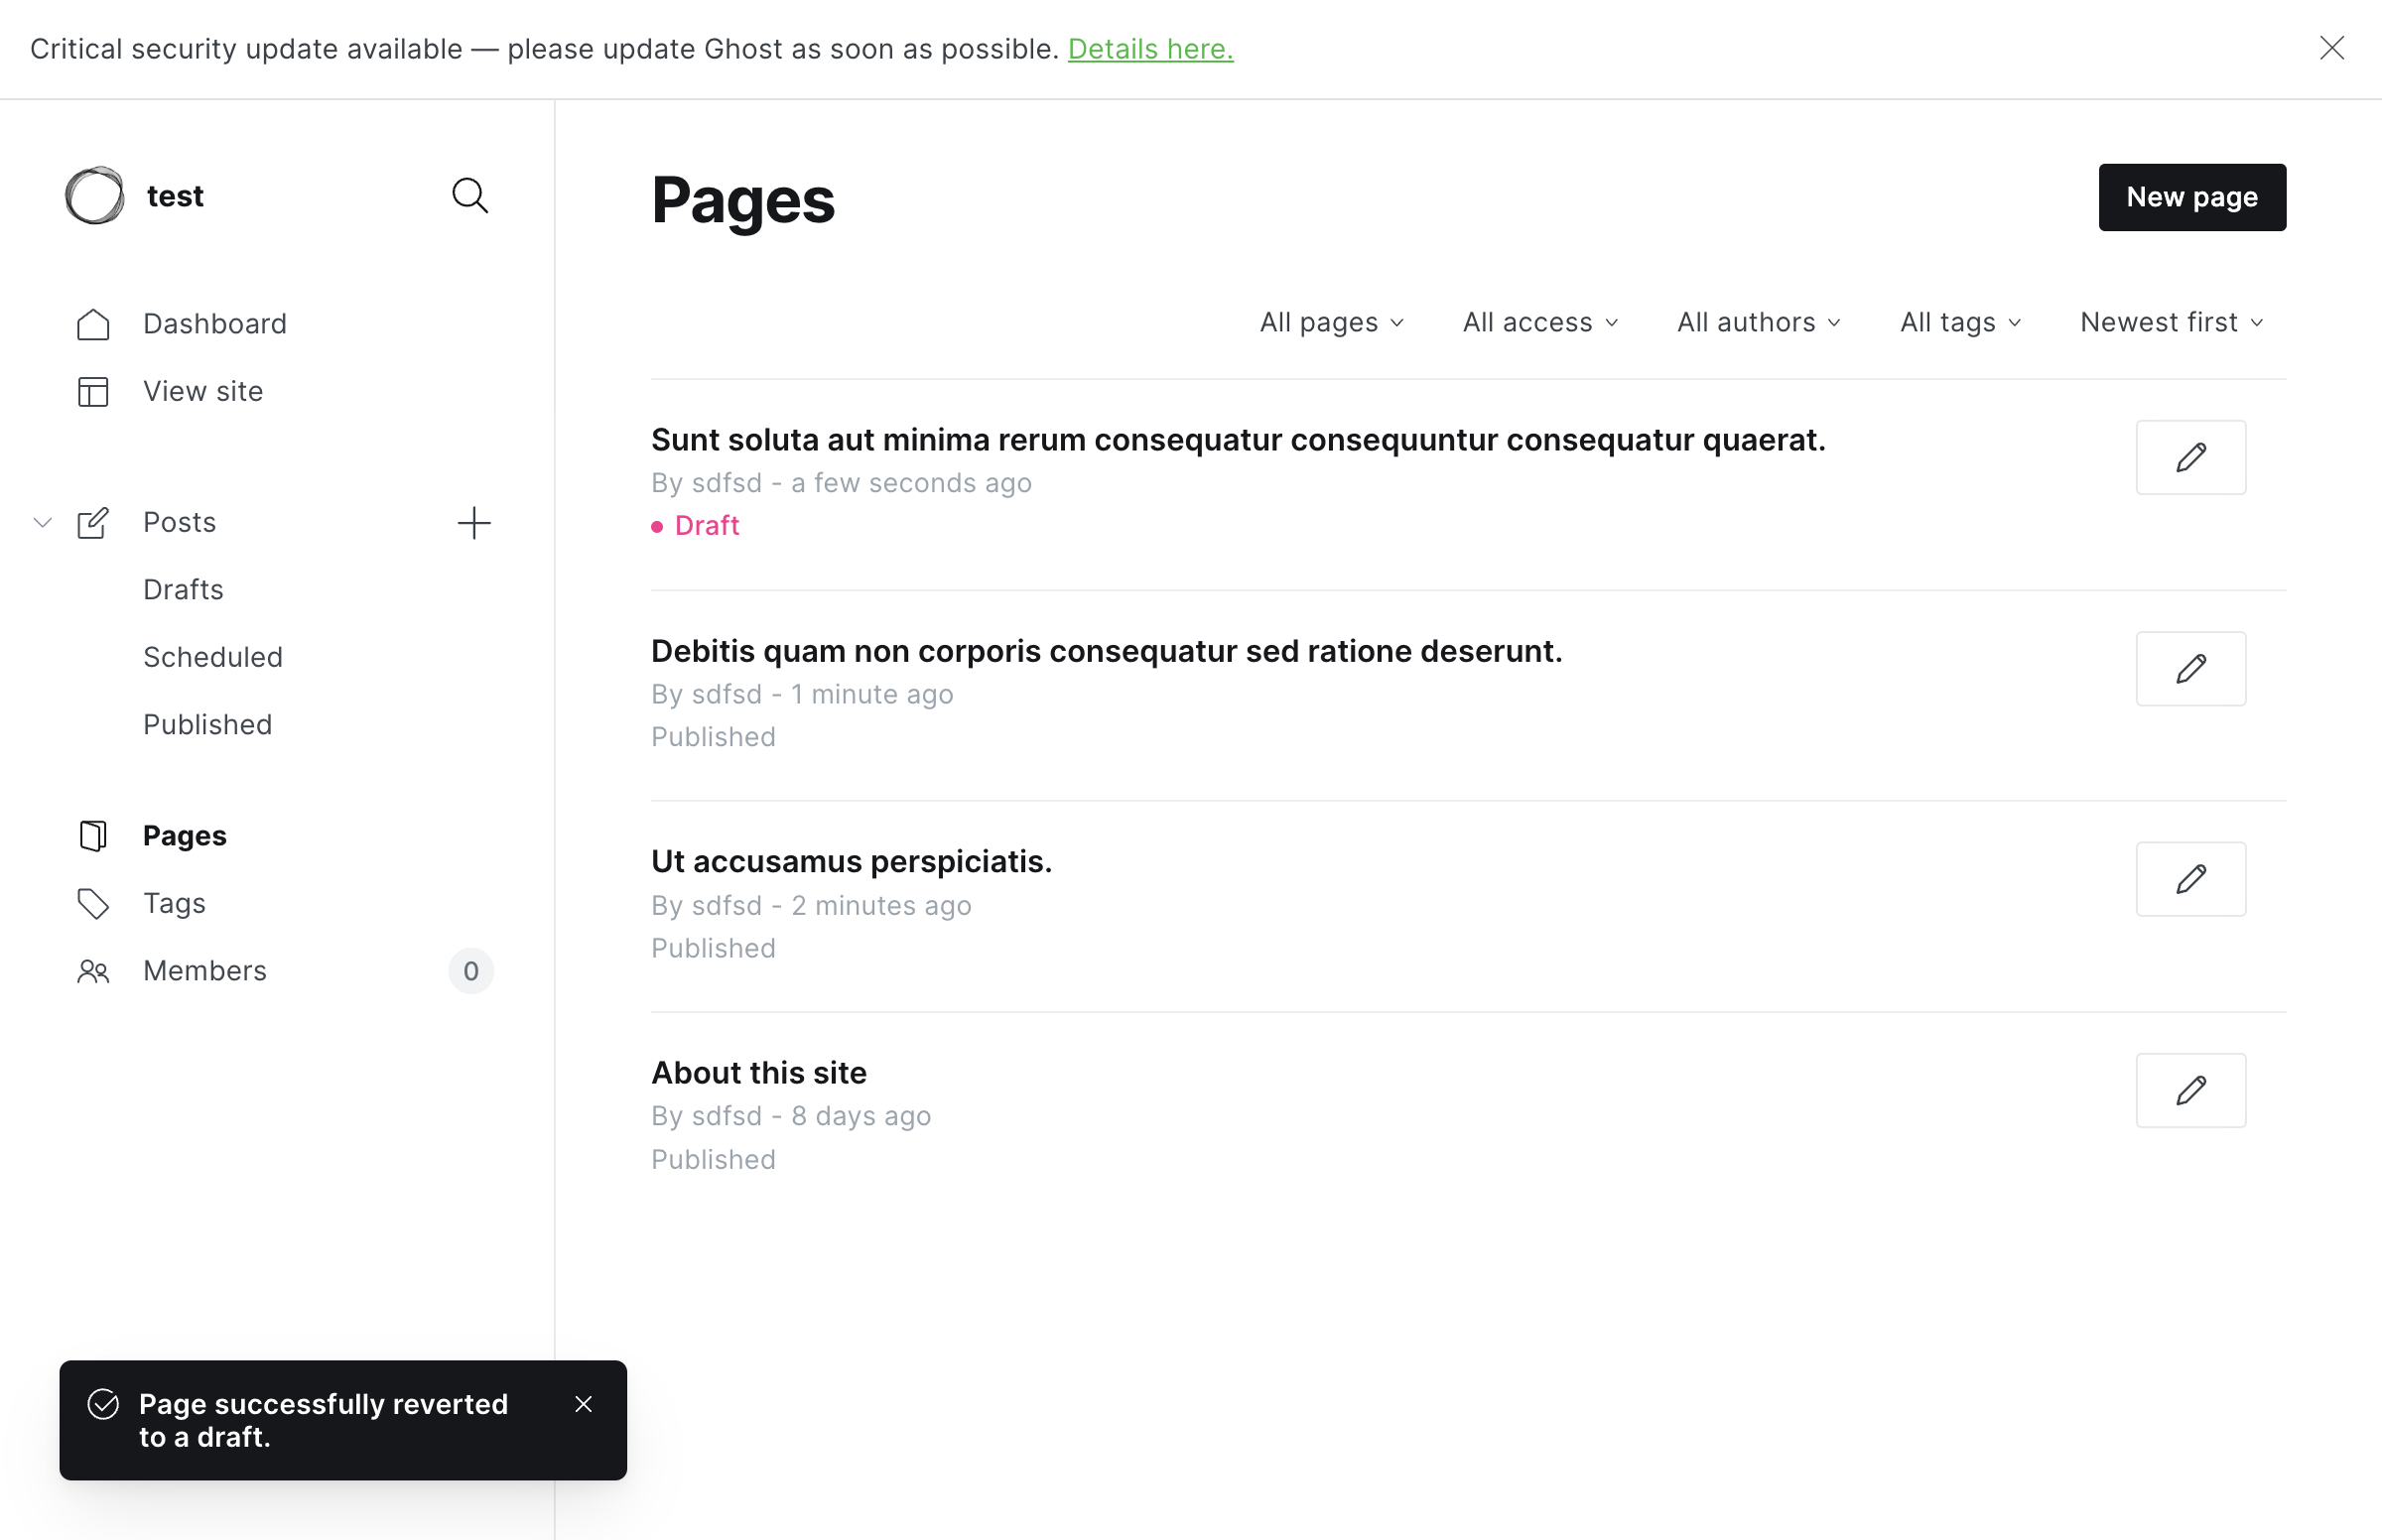 Critical security update available — please update Ghost as soon as possible. Details here.
test
Dashboard
View site
Posts
Drafts
Scheduled
Published
Pages
Tags
Members
0
Pages
New page
All pages
All access
All authors
All tags
Newest first
Sunt soluta aut minima rerum consequatur consequuntur consequatur quaerat.
By sdfsd - a few seconds ago
Draft
Debitis quam non corporis consequatur sed ratione deserunt.
By sdfsd - 1 minute ago
Published
Ut accusamus perspiciatis.
By sdfsd - 2 minutes ago
Published
About this site
By sdfsd - 8 days ago
Published
Page successfully reverted
to a draft.